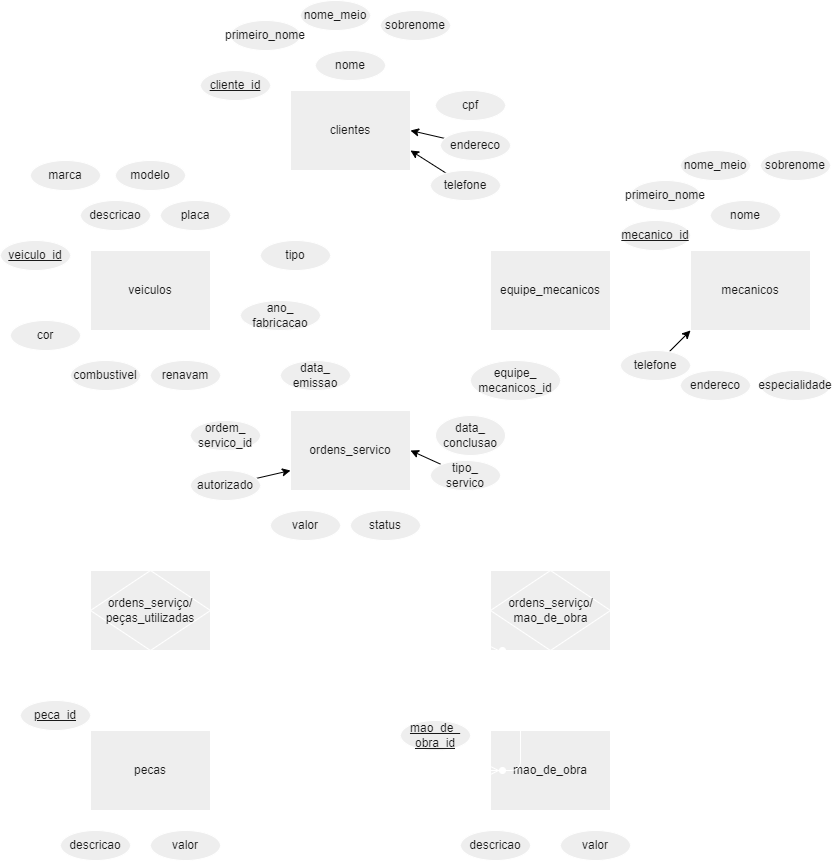 nome_meio
sobrenome
primeiro_nome
nome
cliente_id
clientes
cpf
endereco
telefone
marca
modelo
descricao
placa
veiculo_id
veiculos
tipo
ano_
fabricacao
cor
combustivel
renavam
equipe_mecanicos
nome_meio
sobrenome
primeiro_nome
nome
mecanico_id
mecanicos
telefone
endereco
especialidade
data_
emissao
equipe_
mecanicos_id
ordem_
servico_id
ordens_servico
data_
conclusao
autorizado
tipo_
servico
valor
status
ordens_serviço/
peças_utilizadas
ordens_serviço/
mao_de_obra
peca_id
pecas
descricao
valor
mao_de_
obra_id
mao_de_obra
descricao
valor